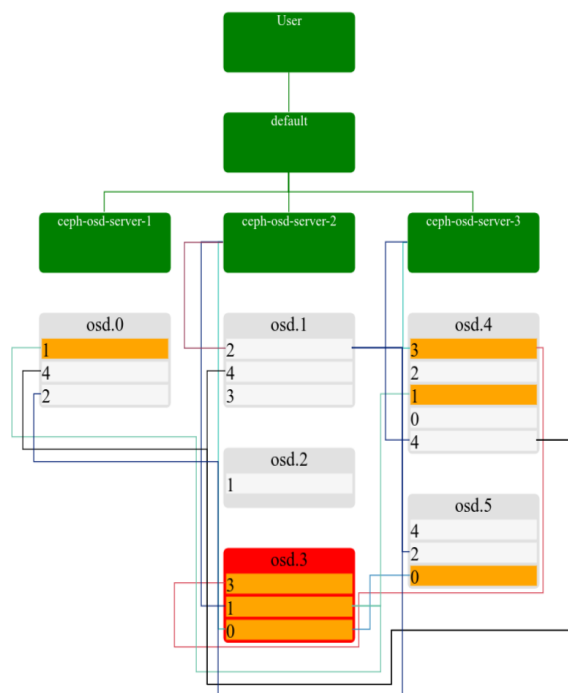 User
default
ceph-osd-server-1
ceph-osd-server-2
ceph-osd-server-3
osd.0
1
4
2
osd.1
2
4
3
osd.4
3
2
1
0
4
osd.2
1
osd.5
4
2
0
osd.3
3
1
0